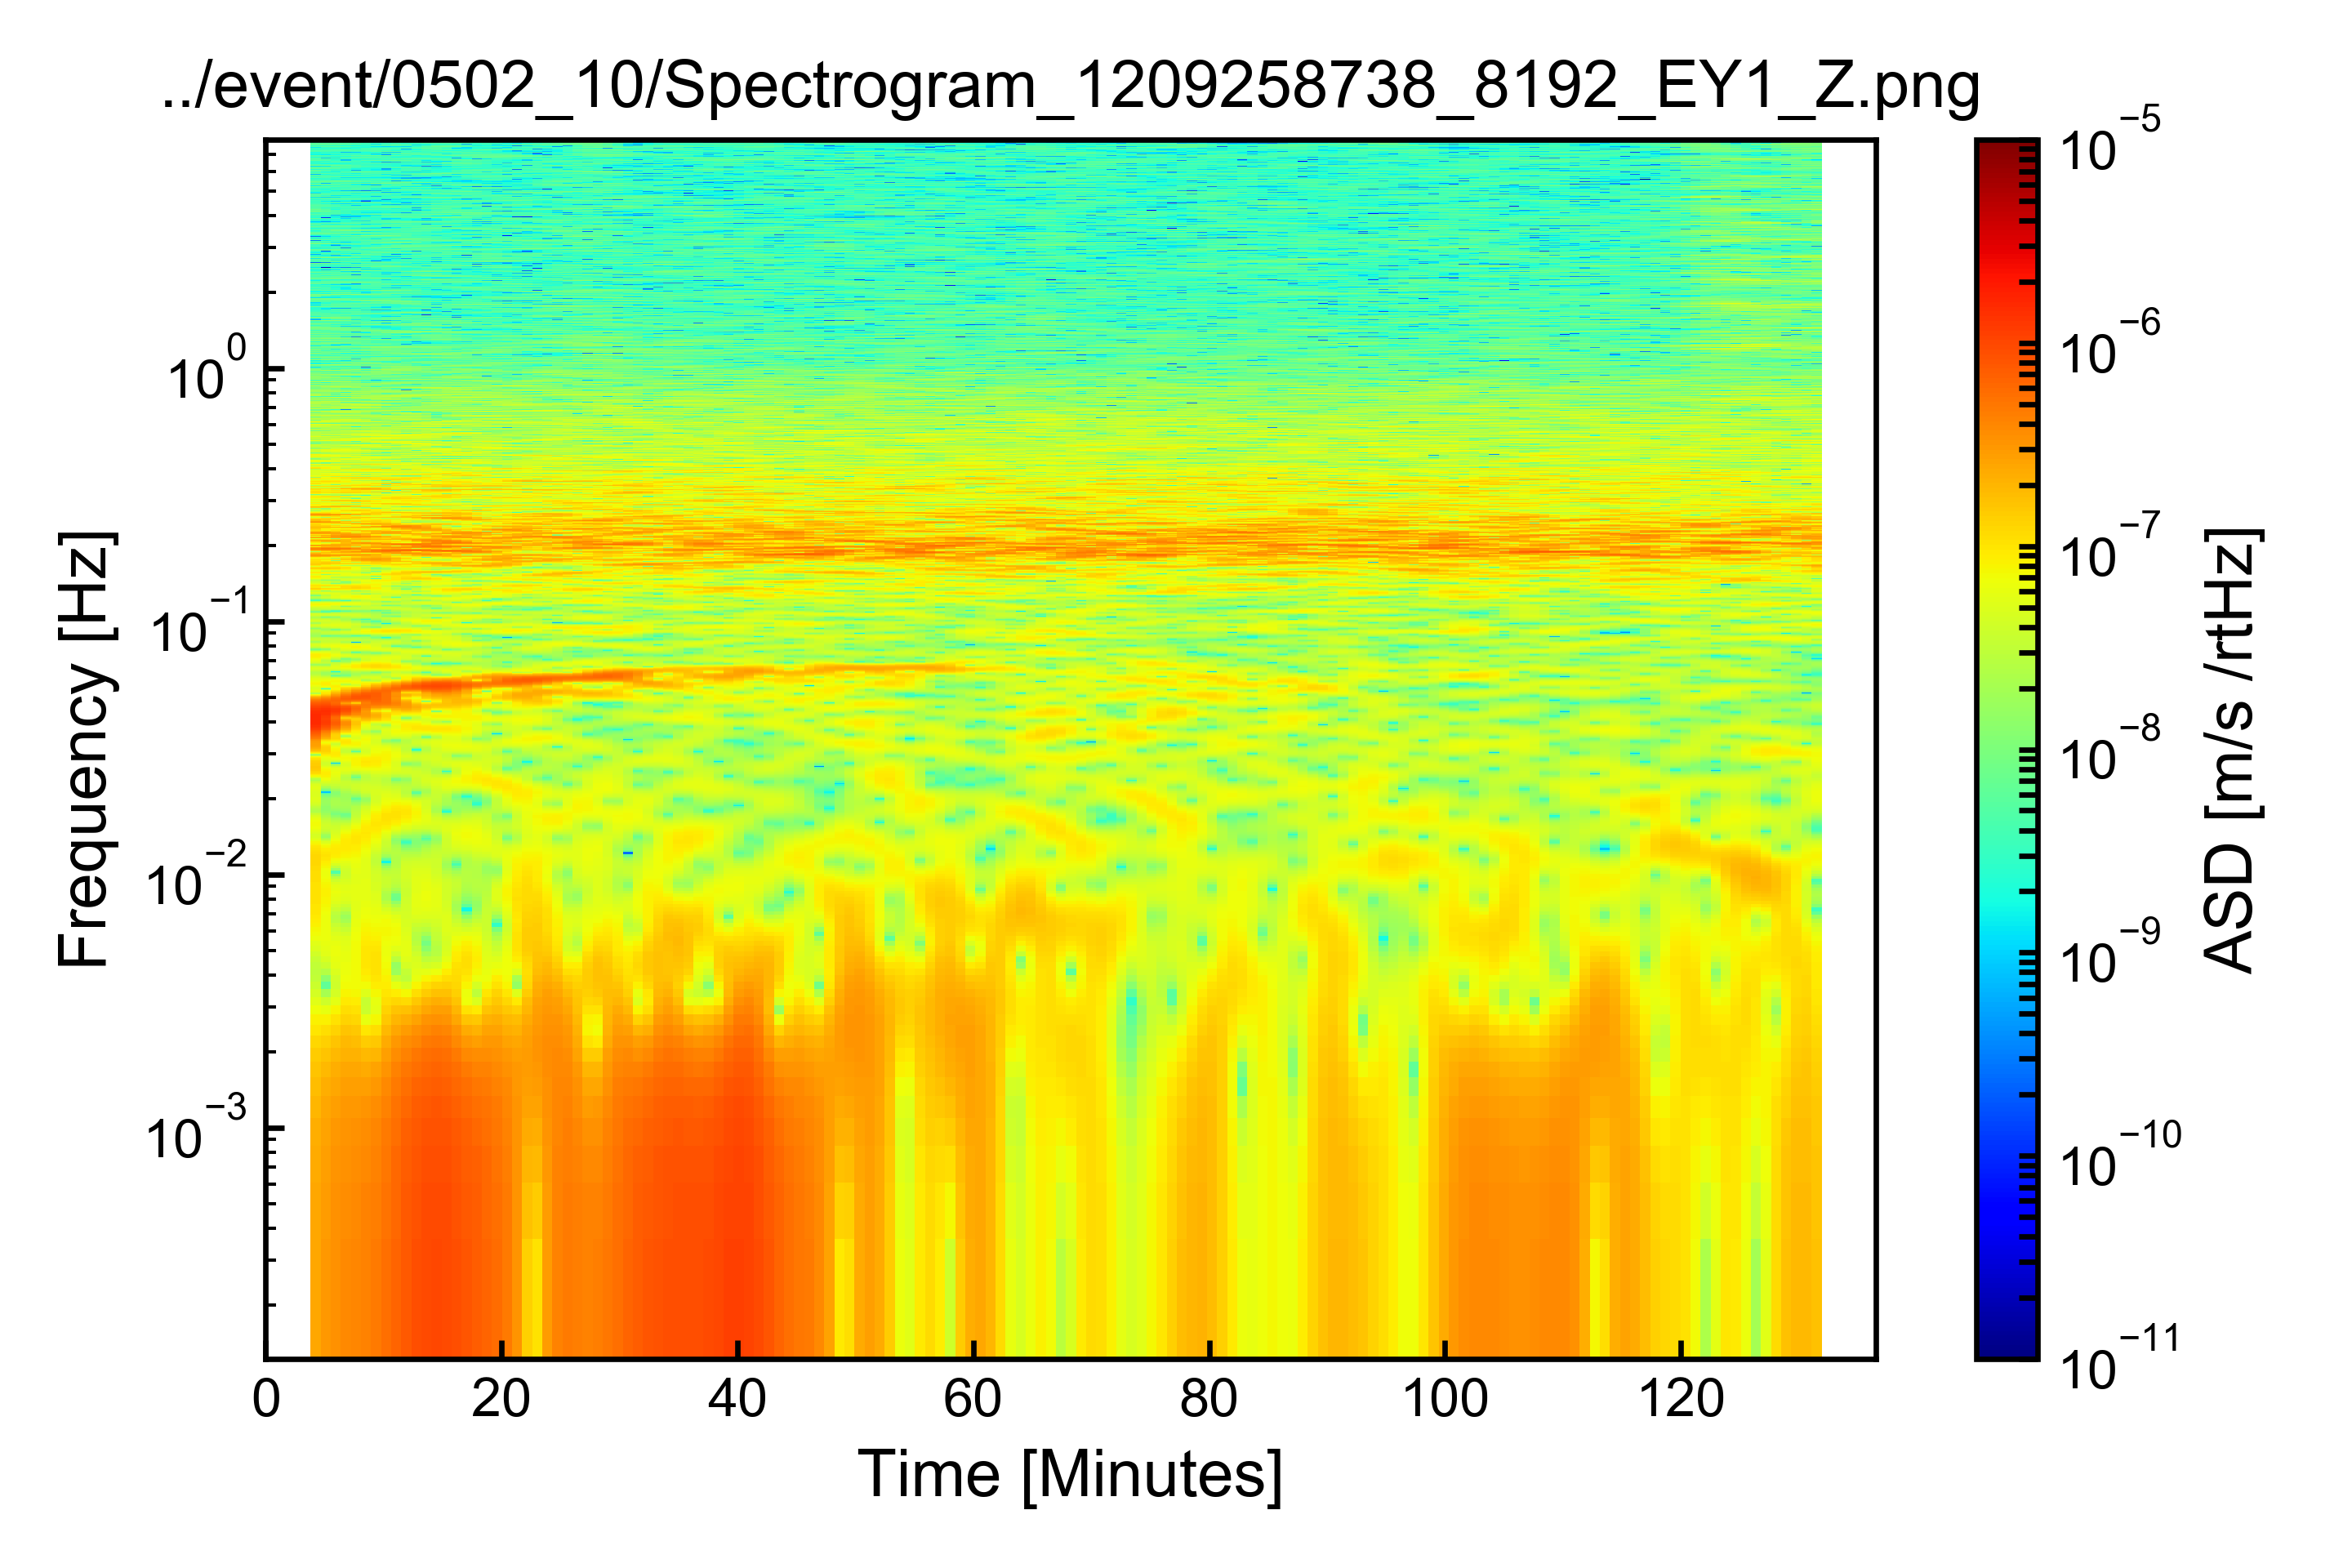 ../event/0502_10/Spectrogram_1209258738_8192_EY1_Z.png
Frequency [Hz]
10^0
10^−1
10^−2
10^−3
0 20 40 60 80 100 120
Time [Minutes]
10^−5
10^−6
10^−7
10^−8
10^−9
10^−10
10^−11
ASD [m/s /rtHz]